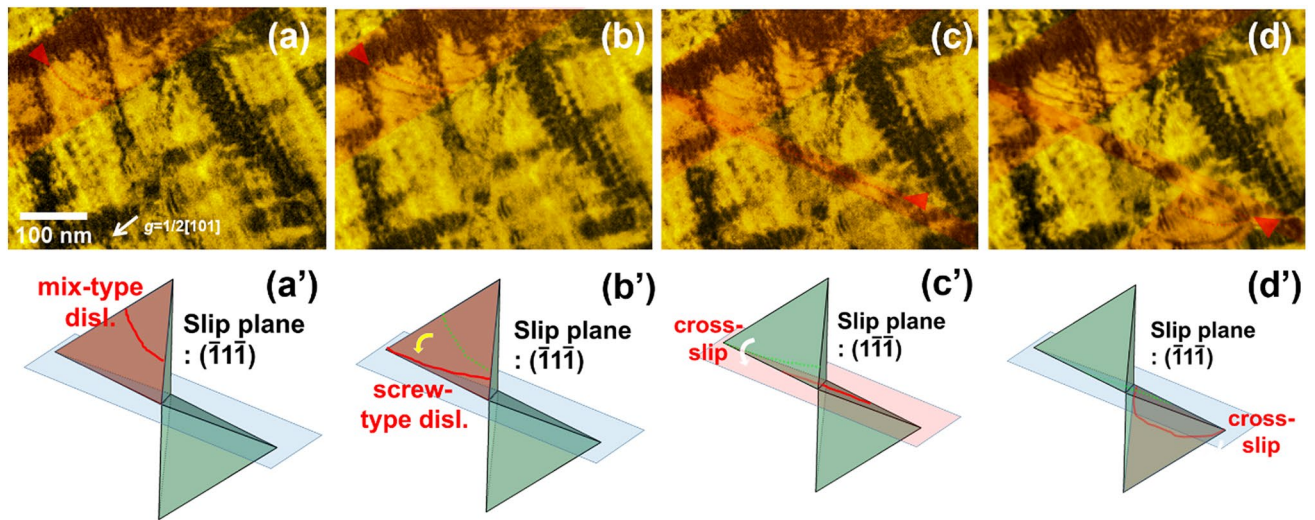 (a)
(b)
(c)
(d)
100 nm
g=1/2[101]
(a’)
mix-type
disl.
Slip plane
: (1̅11̅)
(b’)
Slip plane
: (1̅11̅)
screw-
type disl.
(c’)
cross-
slip
Slip plane
: (11̅1̅)
(d’)
Slip plane
: (1̅11̅)
cross-
slip